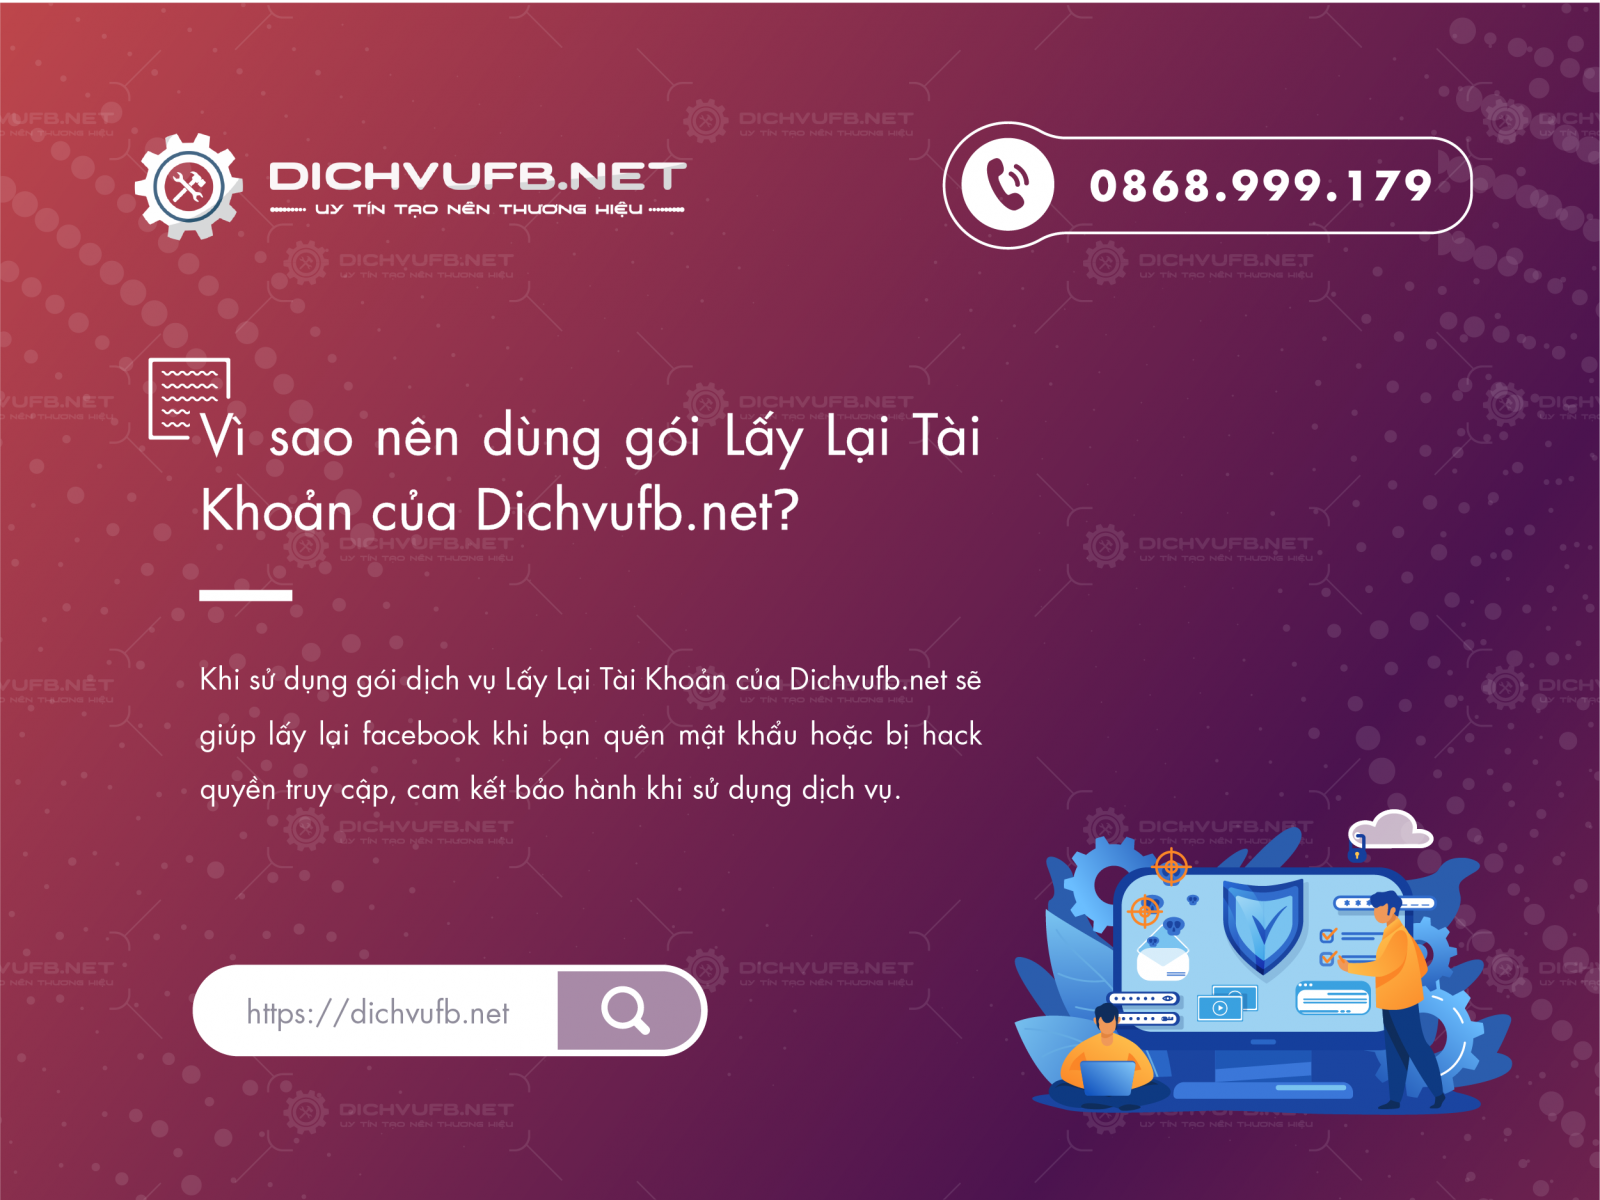 DICHVUFB.NET
UY TÍN TẠO NÊN THƯƠNG HIỆU
0868.999.179
Vì sao nên dùng gói Lấy Lại Tài
Khoản của Dichvufb.net?
Khi sử dụng gói dịch vụ Lấy Lại Tài Khoản của Dichvufb.net sẽ
giúp lấy lại facebook khi bạn quên mật khẩu hoặc bị hack
quyền truy cập, cam kết bảo hành khi sử dụng dịch vụ.
https://dichvufb.net